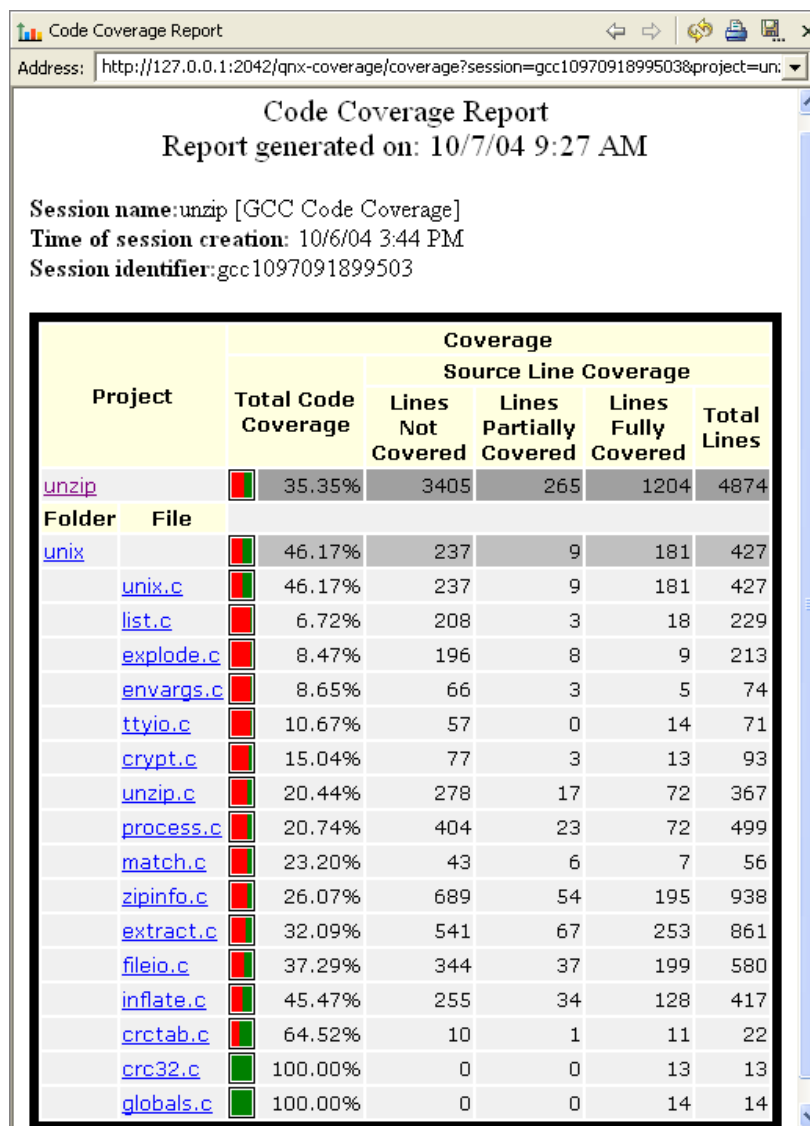 Code Coverage Report
Address: http://127.0.0.1:2042/qnx-coverage/coverage?session=gcc1097091899503&project=un
Code Coverage Report
Report generated on: 10/7/04 9:27 AM
Session name:unzip [GCC Code Coverage]
Time of session creation: 10/6/04 3:44 PM
Session identifier:gcc1097091899503
Coverage
Source Line Coverage
Project Total Code Coverage Lines Not Covered Lines Partially Covered Lines Fully Covered Total Lines
unzip 35.35% 3405 265 1204 4874
Folder File
unix 46.17% 237 9 181 427
unix.c 46.17% 237 9 181 427
list.c 6.72% 208 3 18 229
explode.c 8.47% 196 8 9 213
envargs.c 8.65% 66 3 5 74
ttyio.c 10.67% 57 0 14 71
crypt.c 15.04% 77 3 13 93
unzip.c 20.44% 278 17 72 367
process.c 20.74% 404 23 72 499
match.c 23.20% 43 6 7 56
zipinfo.c 26.07% 689 54 195 938
extract.c 32.09% 541 67 253 861
fileio.c 37.29% 344 37 199 580
inflate.c 45.47% 255 34 128 417
crctab.c 64.52% 10 1 11 22
crc32.c 100.00% 0 0 13 13
globals.c 100.00% 0 0 14 14